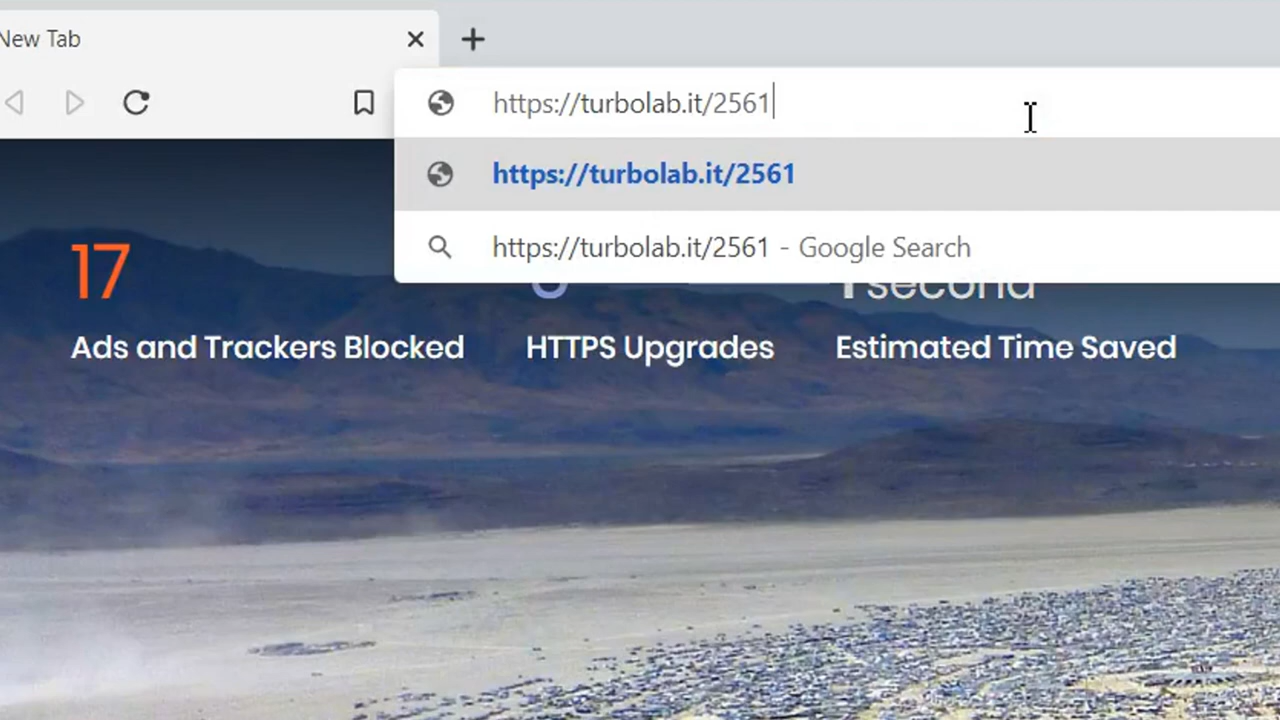 New Tab
https://turbolab.it/2561
https://turbolab.it/2561
https://turbolab.it/2561 - Google Search
17
second
Ads and Trackers Blocked
HTTPS Upgrades
Estimated Time Saved